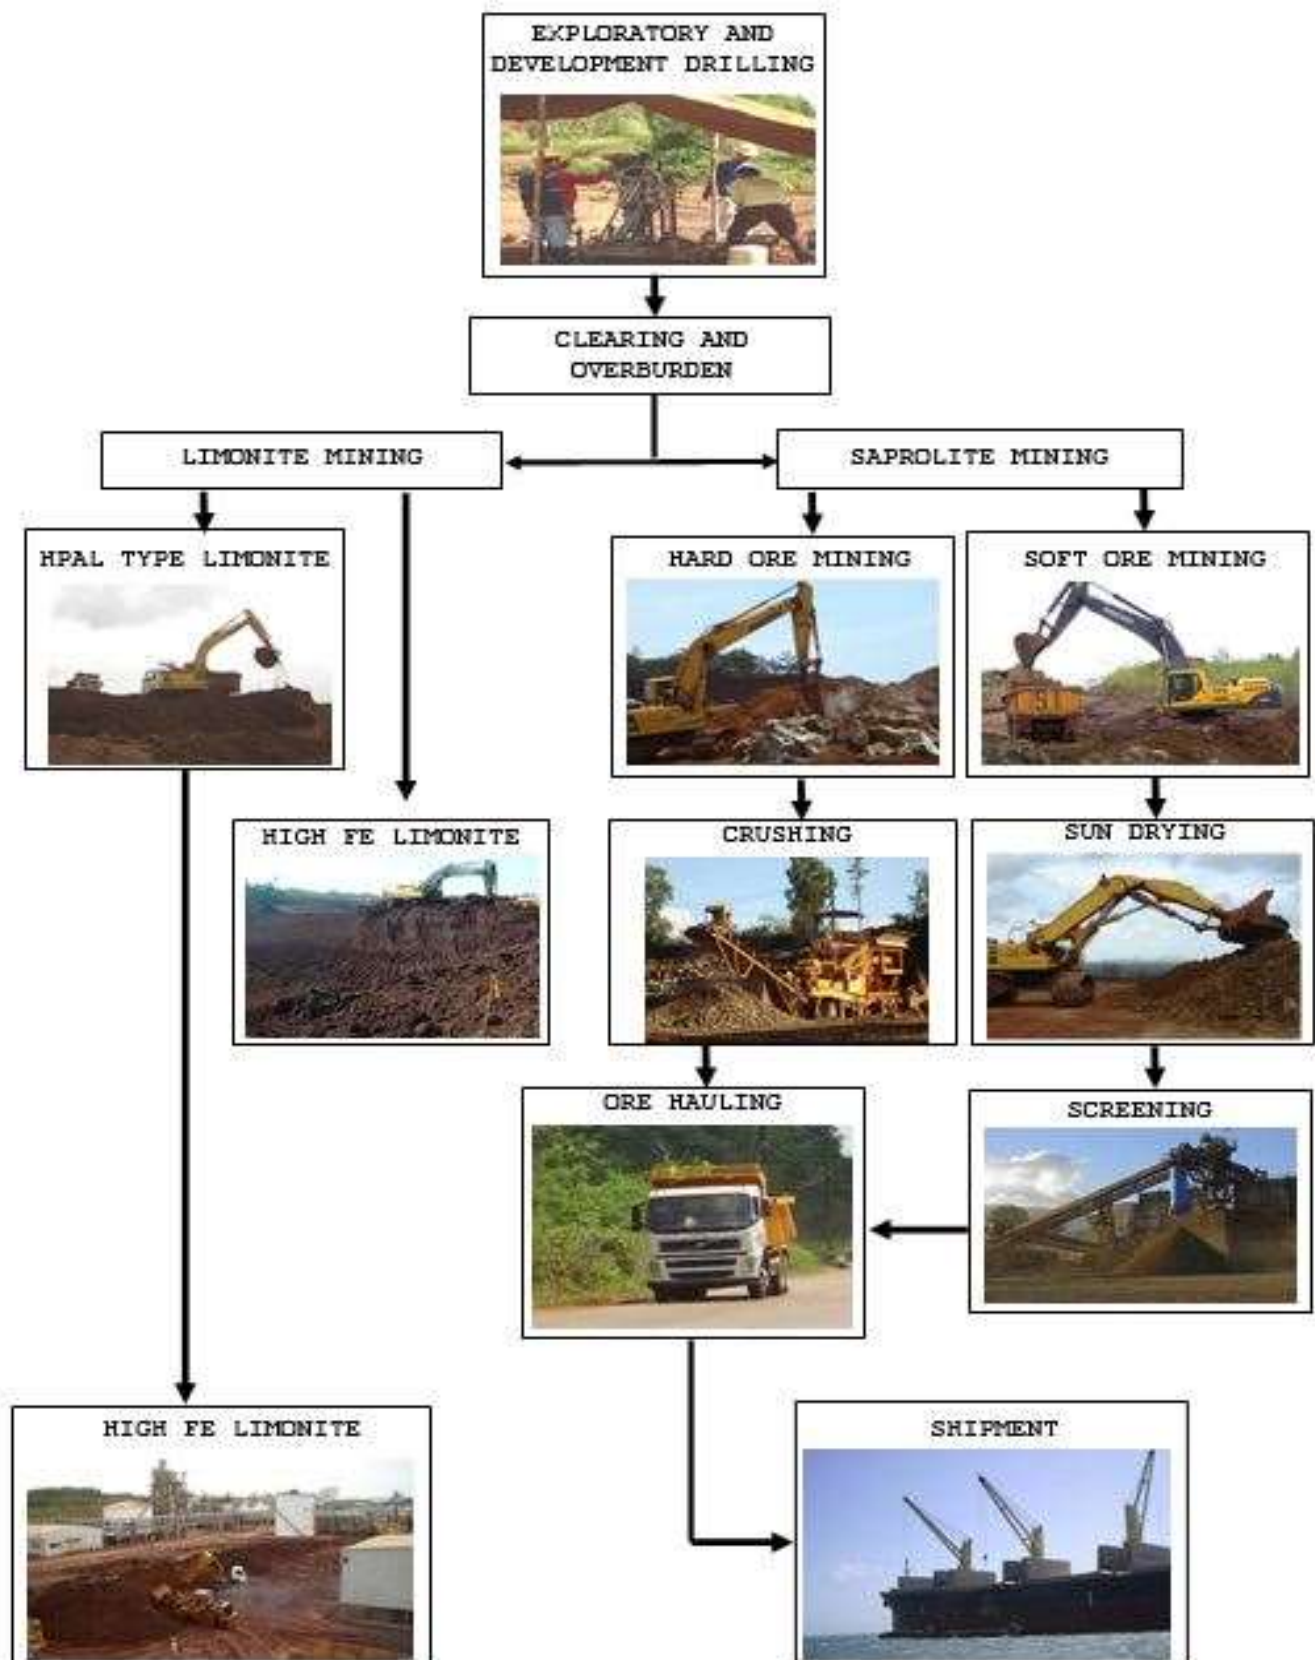 EXPLORATORY AND
DEVELOPMENT DRILLING
CLEARING AND
OVERBURDEN
LIMONITE MINING
SAPROLITE MINING
HPAL TYPE LIMONITE
HARD ORE MINING
SOFT ORE MINING
HIGH FE LIMONITE
CRUSHING
SUN DRYING
ORE HAULING
SCREENING
HIGH FE LIMONITE
SHIPMENT